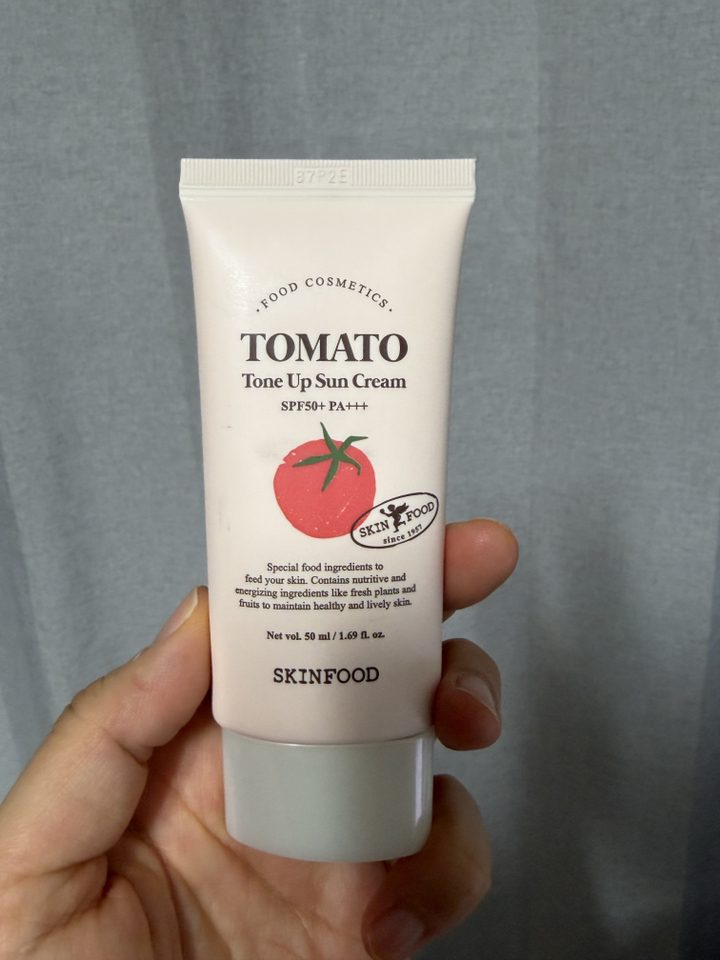 87P2E
·FOOD COSMETICS·
TOMATO
Tone Up Sun Cream
SPF50+ PA+++
SKIN FOOD
since 1957
Special food ingredients to
feed your skin. Contains nutritive and
energizing ingredients like fresh plants and
fruits to maintain healthy and lively skin.
Net vol. 50 ml / 1.69 fl. oz.
SKINFOOD